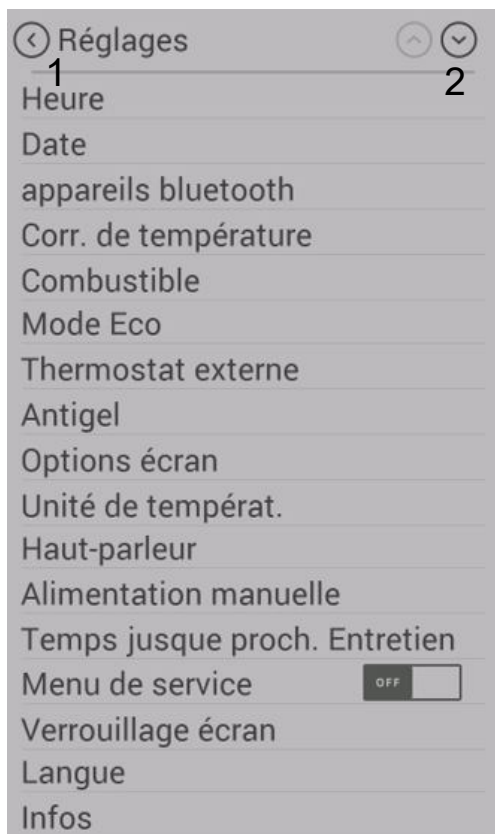 Réglages
1
2
Heure
Date
appareils bluetooth
Corr. de température
Combustible
Mode Eco
Thermostat externe
Antigel
Options écran
Unité de températ.
Haut-parleur
Alimentation manuelle
Temps jusque proch. Entretien
Menu de service OFF
Verrouillage écran
Langue
Infos